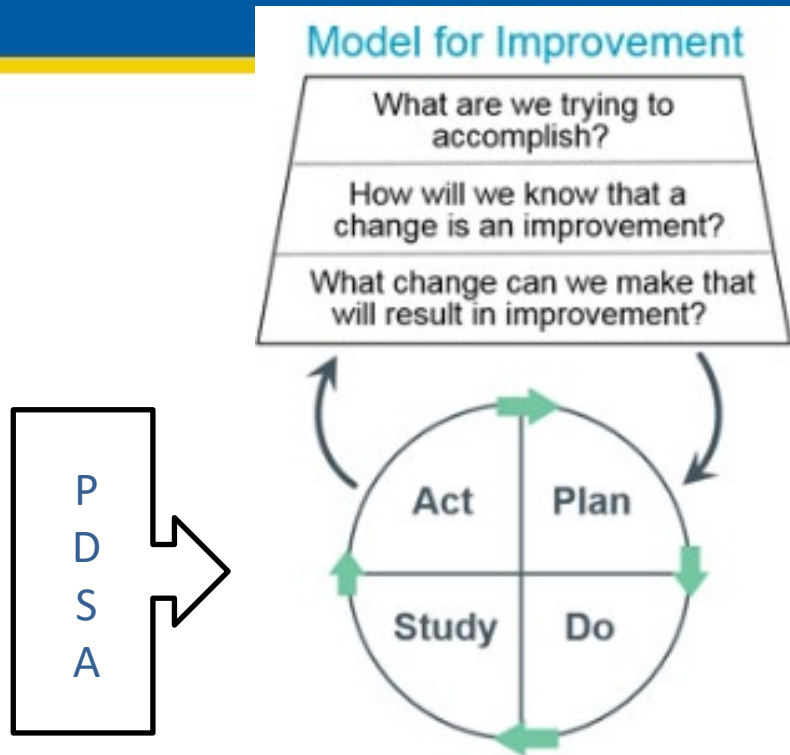 Model for Improvement
What are we trying to
accomplish?
How will we know that a
change is an improvement?
What change can we make that
will result in improvement?
P
D
S
A
Act
Plan
Study
Do